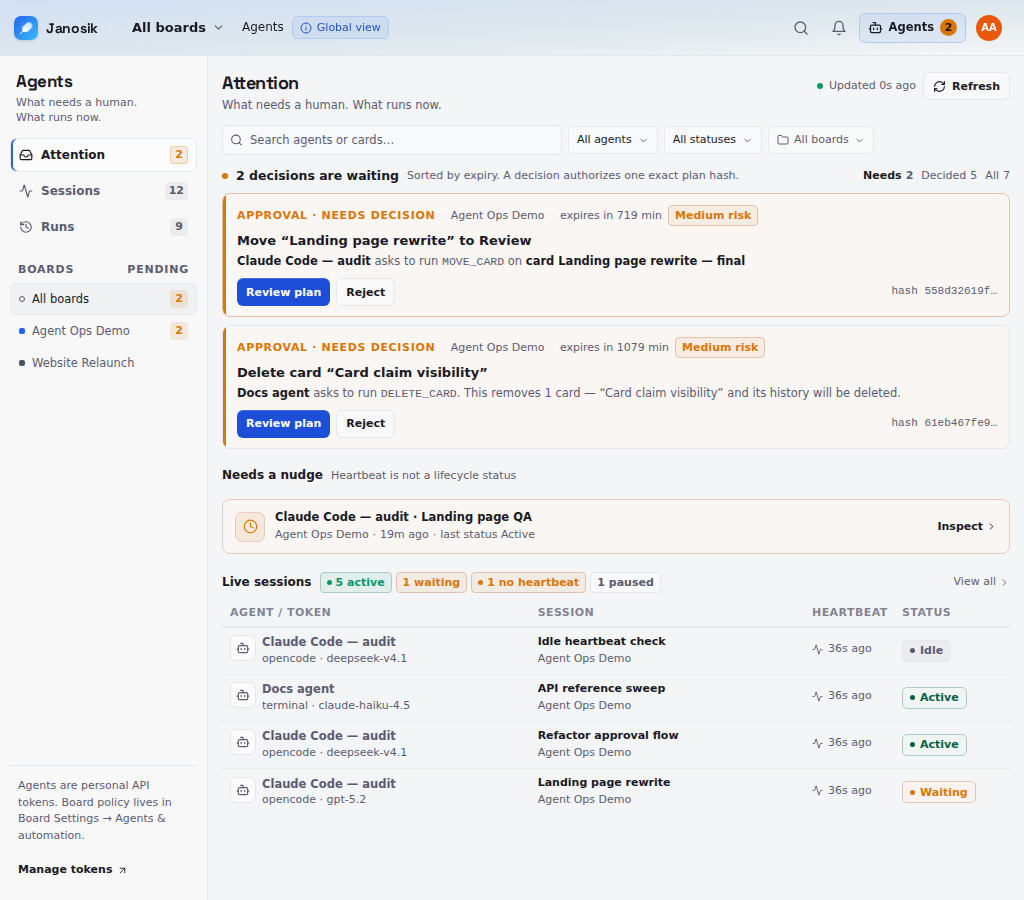 Janosik
All boards
Agents
Global view
Agents 2
AA
Agents
What needs a human.
What runs now.
Attention 2
Sessions 12
Runs 9
BOARDS PENDING
All boards 2
Agent Ops Demo 2
Website Relaunch
Agents are personal API
tokens. Board policy lives in
Board Settings → Agents &
automation.
Manage tokens
Attention
What needs a human. What runs now.
Updated 0s ago
Refresh
Search agents or cards...
All agents
All statuses
All boards
2 decisions are waiting Sorted by expiry. A decision authorizes one exact plan hash.
Needs 2 Decided 5 All 7
APPROVAL · NEEDS DECISION · Agent Ops Demo · expires in 719 min Medium risk
Move “Landing page rewrite” to Review
Claude Code — audit asks to run MOVE_CARD on card Landing page rewrite — final
Review plan Reject hash 558d32619f…
APPROVAL · NEEDS DECISION · Agent Ops Demo · expires in 1079 min Medium risk
Delete card “Card claim visibility”
Docs agent asks to run DELETE_CARD. This removes 1 card — “Card claim visibility” and its history will be deleted.
Review plan Reject hash 61eb467fe9…
Needs a nudge Heartbeat is not a lifecycle status
Claude Code — audit · Landing page QA
Agent Ops Demo · 19m ago · last status Active
Inspect
Live sessions 5 active 1 waiting 1 no heartbeat 1 paused View all
AGENT / TOKEN SESSION HEARTBEAT STATUS
Claude Code — audit
opencode · deepseek-v4.1
Idle heartbeat check
Agent Ops Demo
36s ago
Idle
Docs agent
terminal · claude-haiku-4.5
API reference sweep
Agent Ops Demo
36s ago
Active
Claude Code — audit
opencode · deepseek-v4.1
Refactor approval flow
Agent Ops Demo
36s ago
Active
Claude Code — audit
opencode · gpt-5.2
Landing page rewrite
Agent Ops Demo
36s ago
Waiting